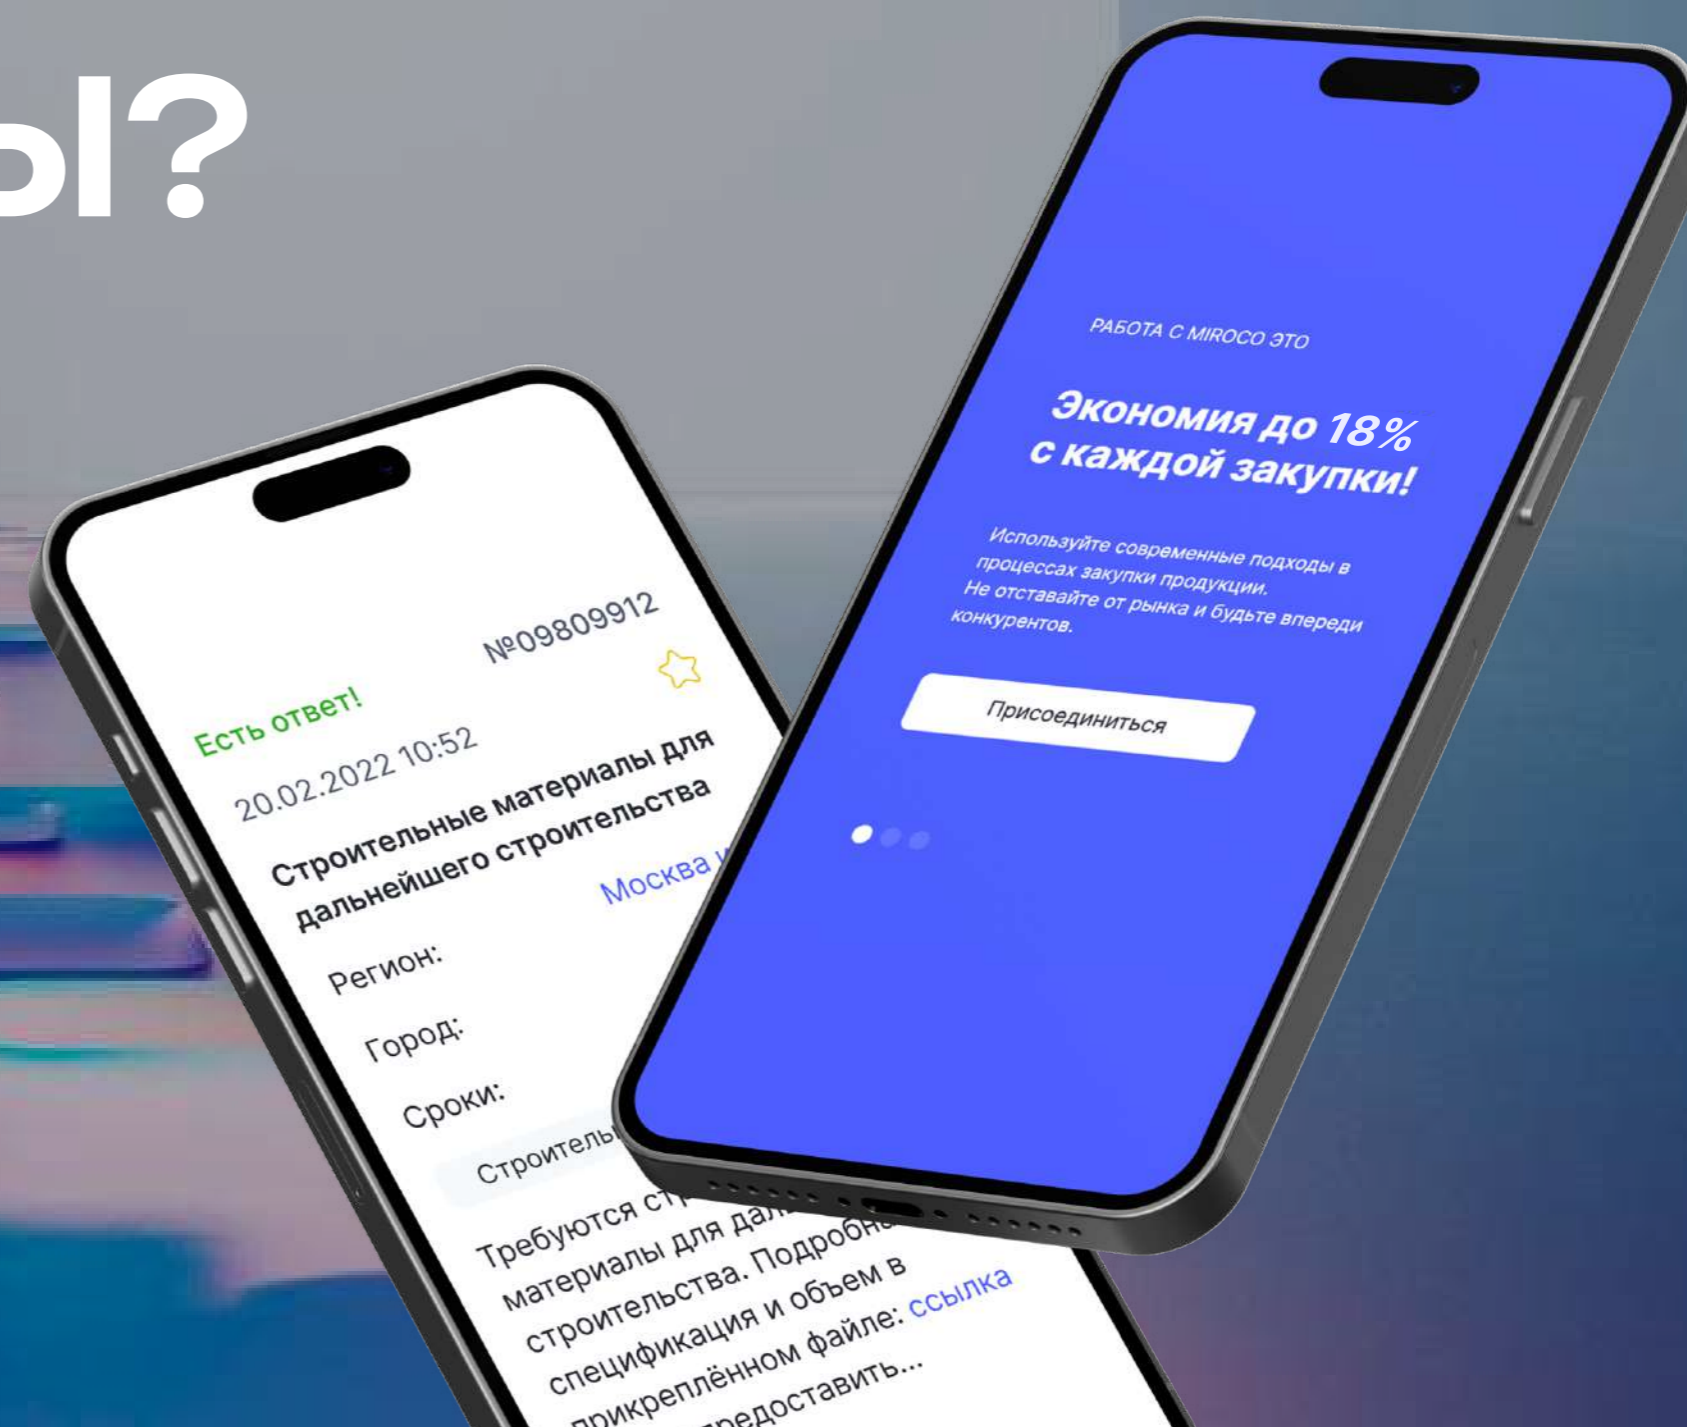 ы?
РАБОТА С MIROCO ЭТО
Экономия до 18%
с каждой закупки!
Используйте современные подходы в
процессах закупки продукции.
Не отставайте от рынка и будьте впереди
конкурентов.
Присоединиться
№09809912
Есть ответ!
20.02.2022 10:52
Строительные материалы для
дальнейшего строительства
Регион:
Москва и
Город:
Сроки:
Требуются
материалы для
строительства.
спецификация и объем в
прикреплённом файле: ссылка